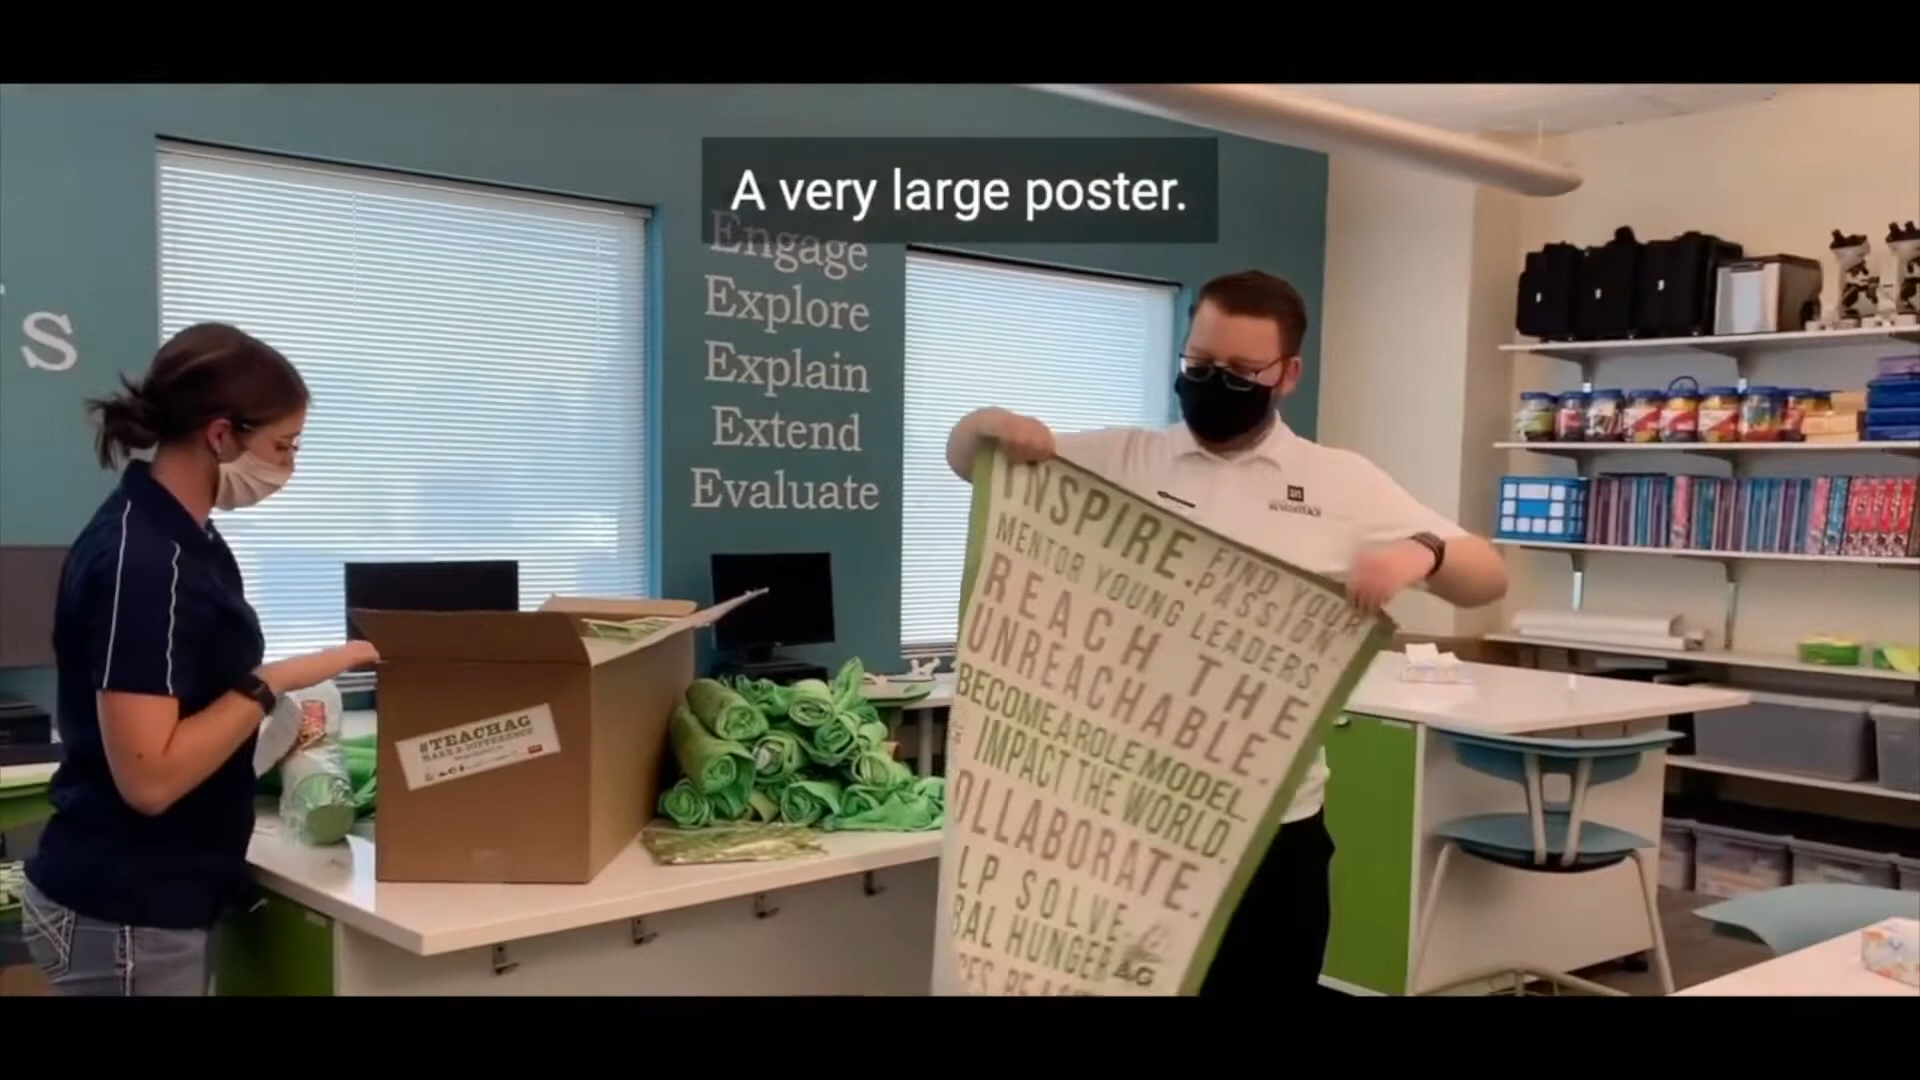 A very large poster.
S
Engage
Explore
Explain
Extend
Evaluate
INSPIRE. FIND YOUR
PASSION.
MENTOR YOUNG LEADERS.
REACH THE
UNREACHABLE.
BECOME A ROLE MODEL.
IMPACT THE WORLD.
OLLABORATE.
LP SOLVE
BAL HUNGER
AG
#TEACHAG
MAKE A DIFFERENCE